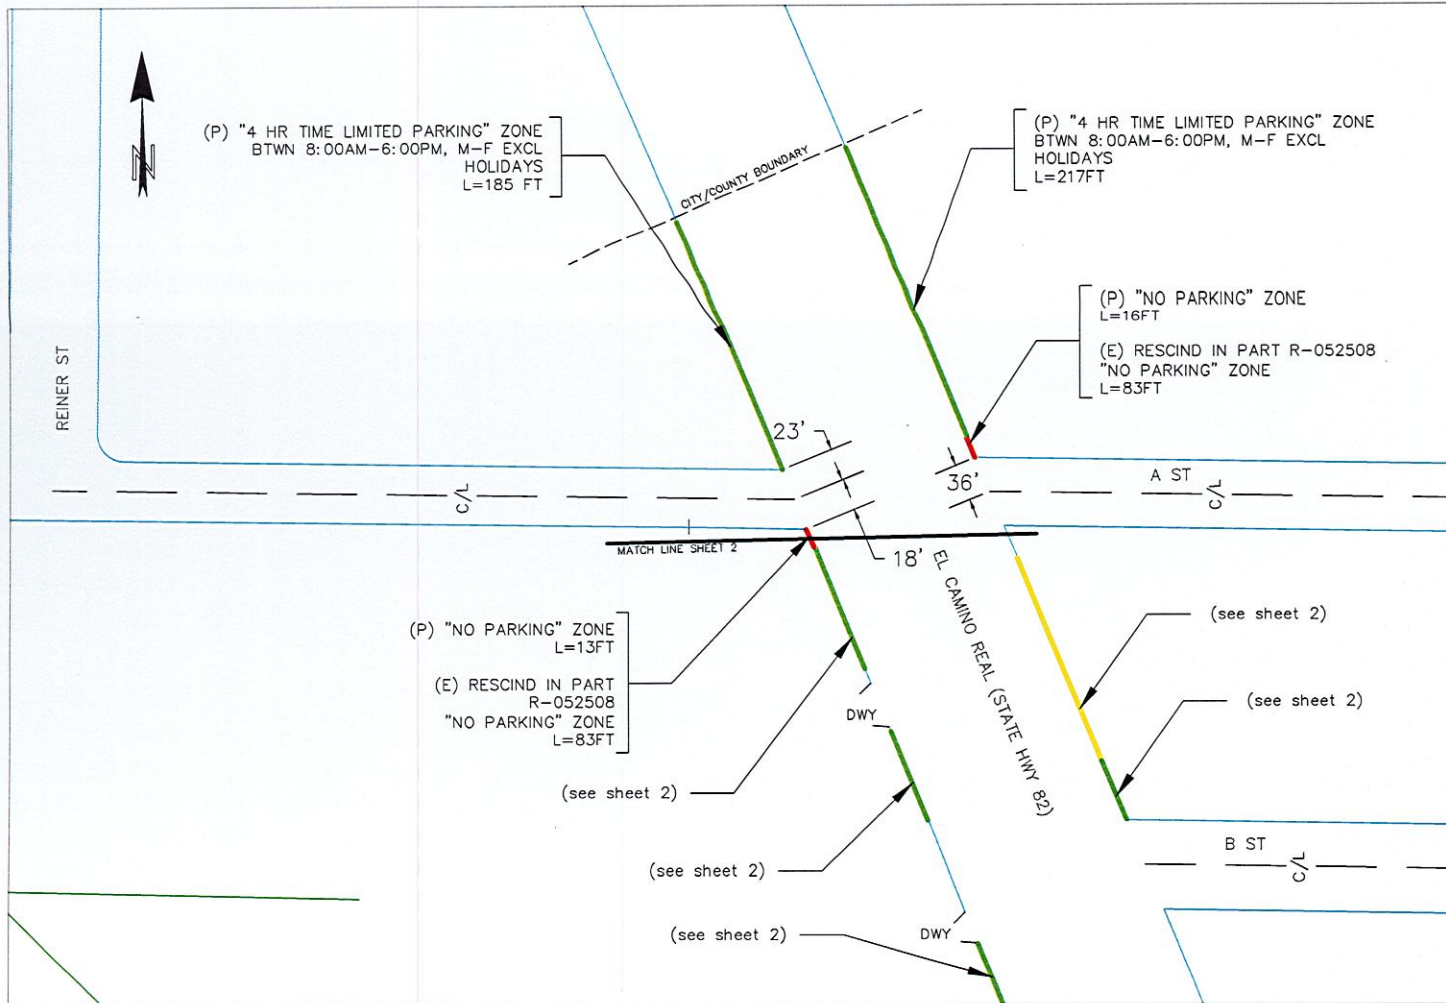 N
(P) "4 HR TIME LIMITED PARKING" ZONE
BTWN 8:00AM-6:00PM, M-F EXCL
HOLIDAYS
L=185 FT
CITY/COUNTY BOUNDARY
(P) "4 HR TIME LIMITED PARKING" ZONE
BTWN 8:00AM-6:00PM, M-F EXCL
HOLIDAYS
L=217FT
(P) "NO PARKING" ZONE
L=16FT
(E) RESCIND IN PART R-052508
"NO PARKING" ZONE
L=83FT
REINER ST
23'
36'
A ST
C/L
C/L
MATCH LINE SHEET 2
18'
EL CAMINO REAL (STATE HWY 82)
(P) "NO PARKING" ZONE
L=13FT
(E) RESCIND IN PART
R-052508
"NO PARKING" ZONE
L=83FT
(see sheet 2)
(see sheet 2)
DWY
(see sheet 2)
B ST
C/L
(see sheet 2)
DWY
(see sheet 2)